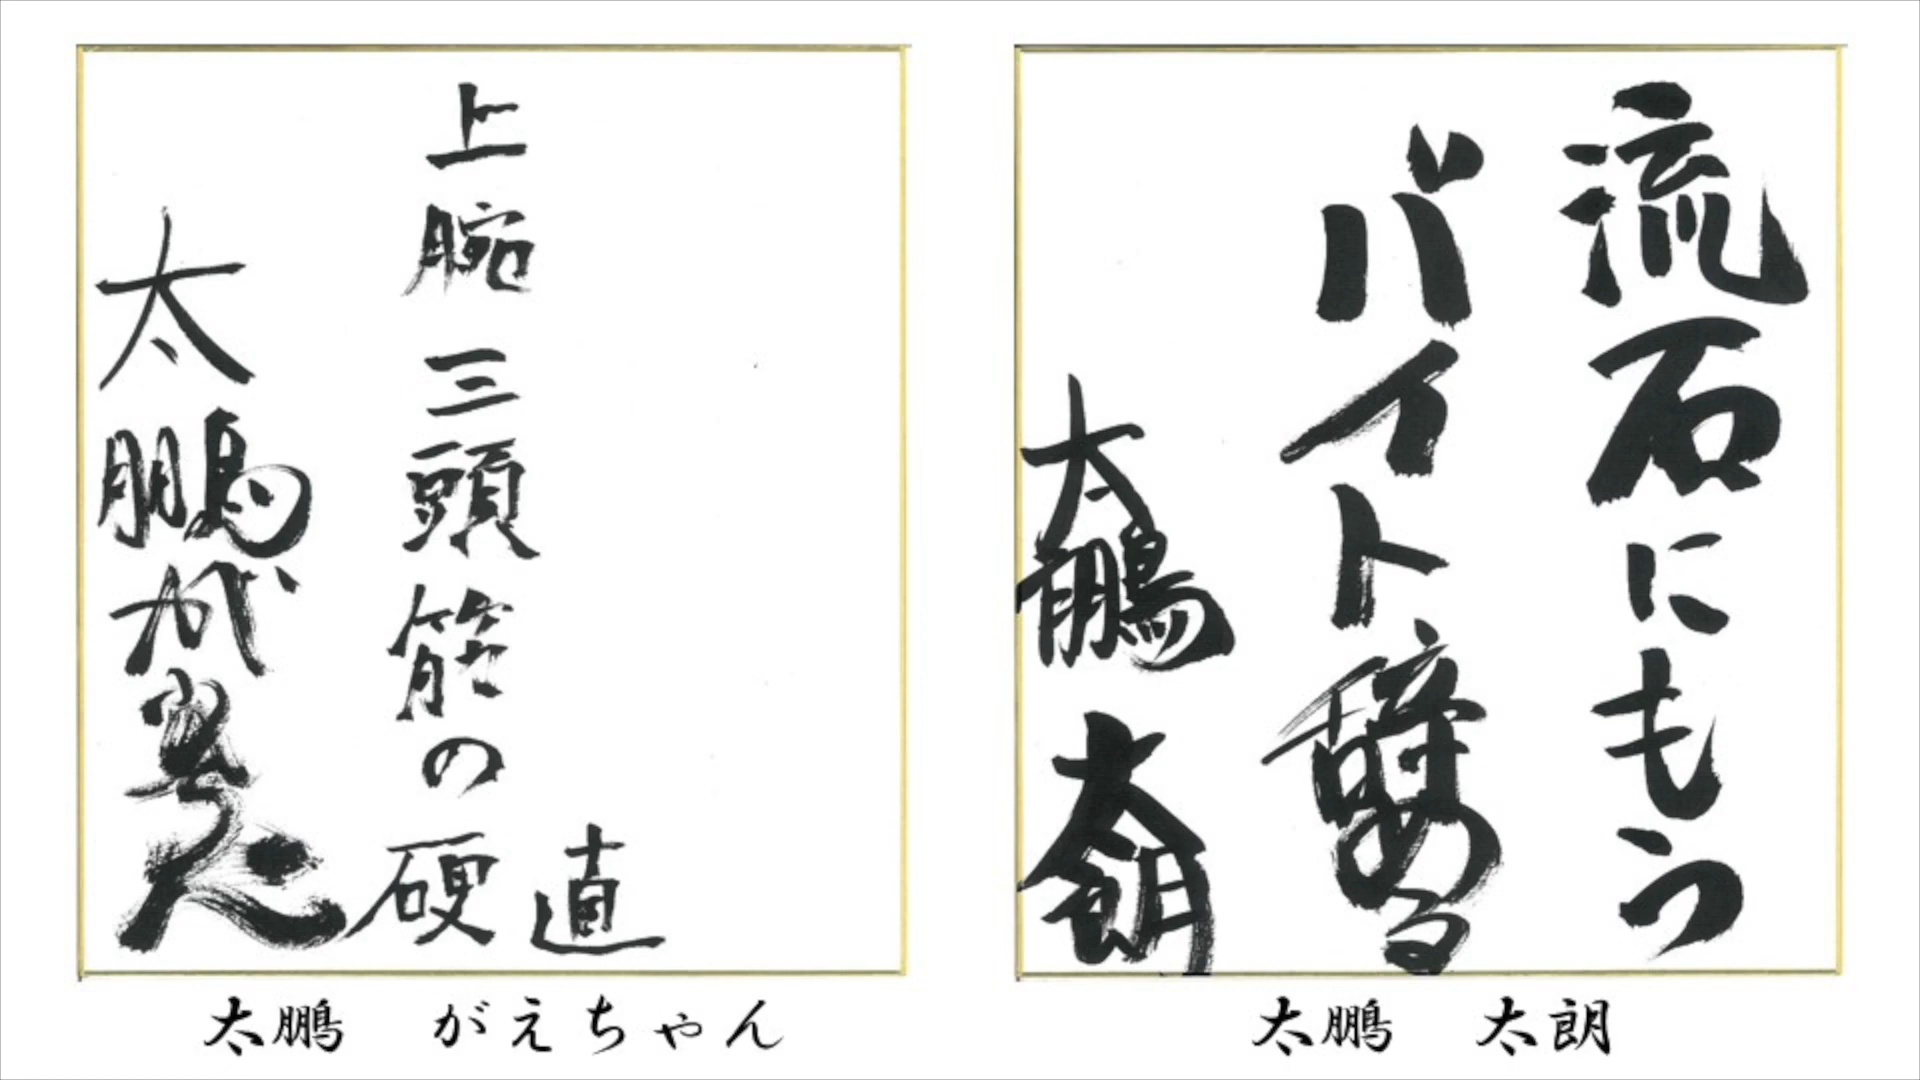 流石にもう
バイト辞める
太鵬太朗
太鵬 太朗
上腕三頭筋の硬直
太鵬がえちゃん
太鵬 がえちゃん